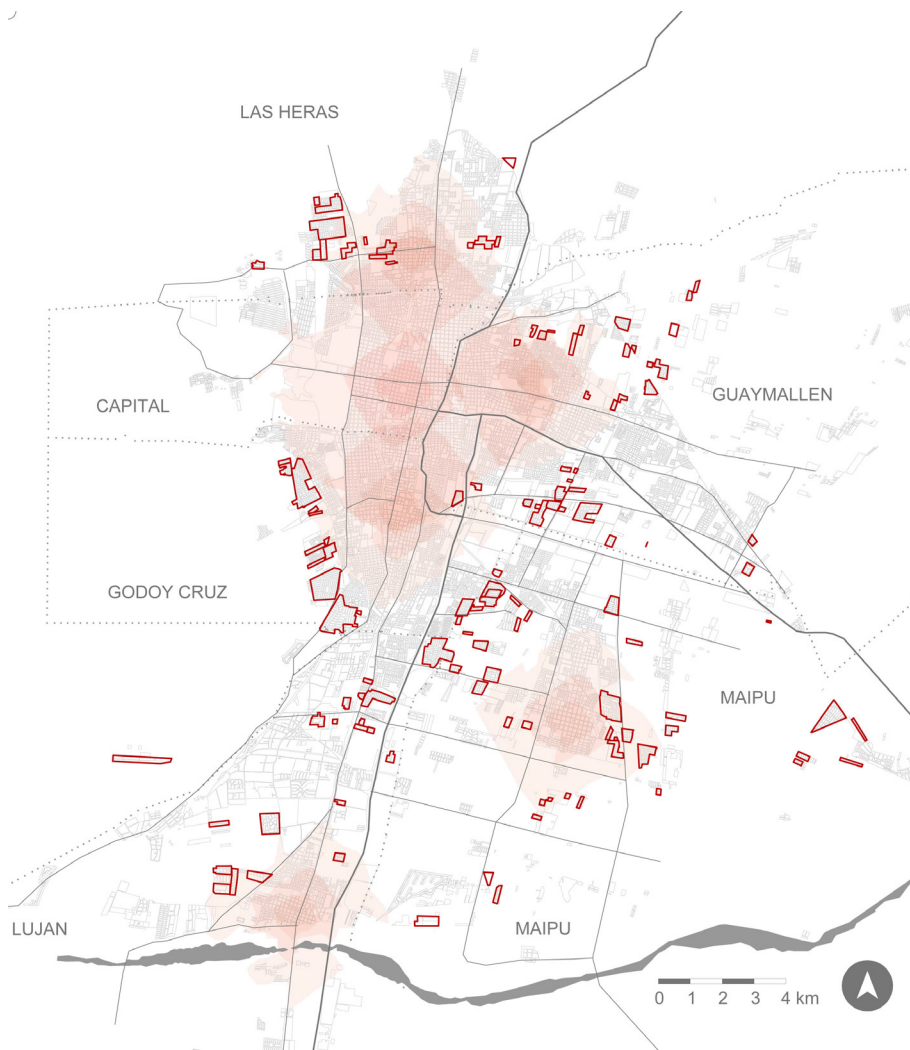 LAS HERAS
CAPITAL
GUAYMALLEN
GODOY CRUZ
MAIPU
LUJAN
MAIPU
0 1 2 3 4 km